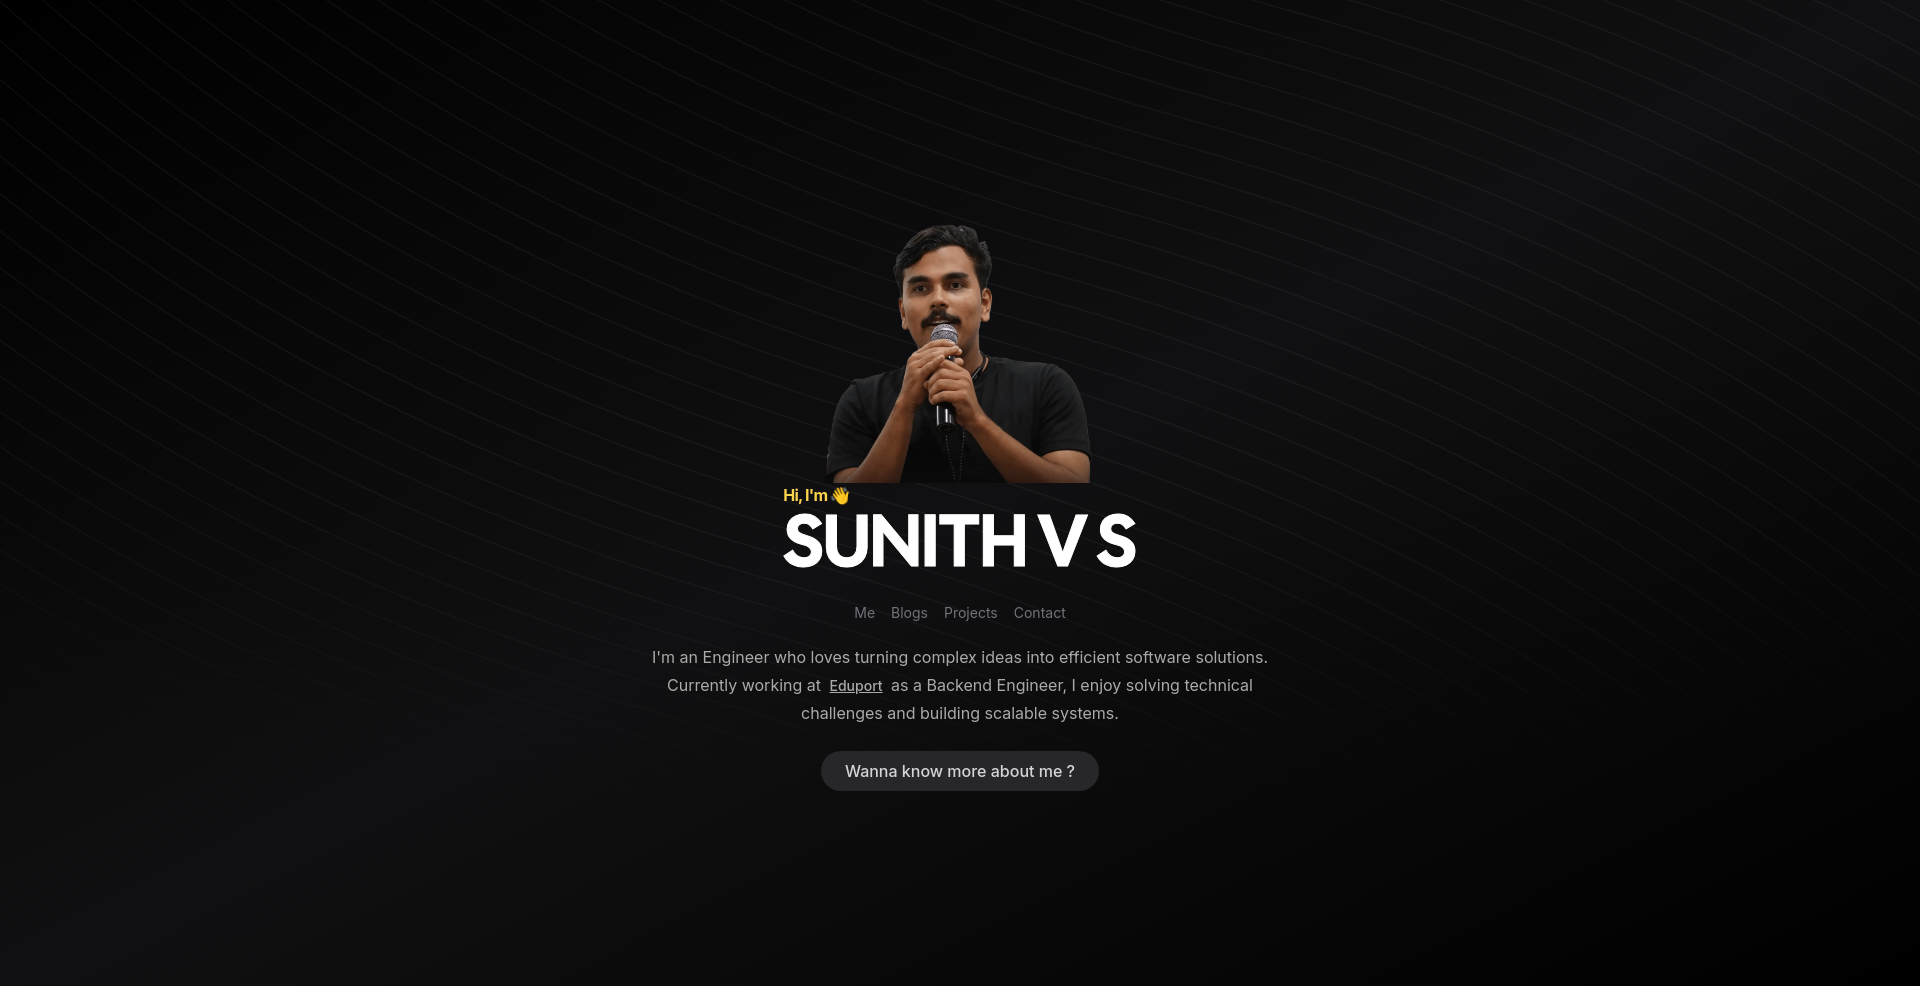 Hi, I'm 👋
SUNITH V S
Me Blogs Projects Contact
I'm an Engineer who loves turning complex ideas into efficient software solutions.
Currently working at Eduport as a Backend Engineer, I enjoy solving technical
challenges and building scalable systems.
Wanna know more about me ?